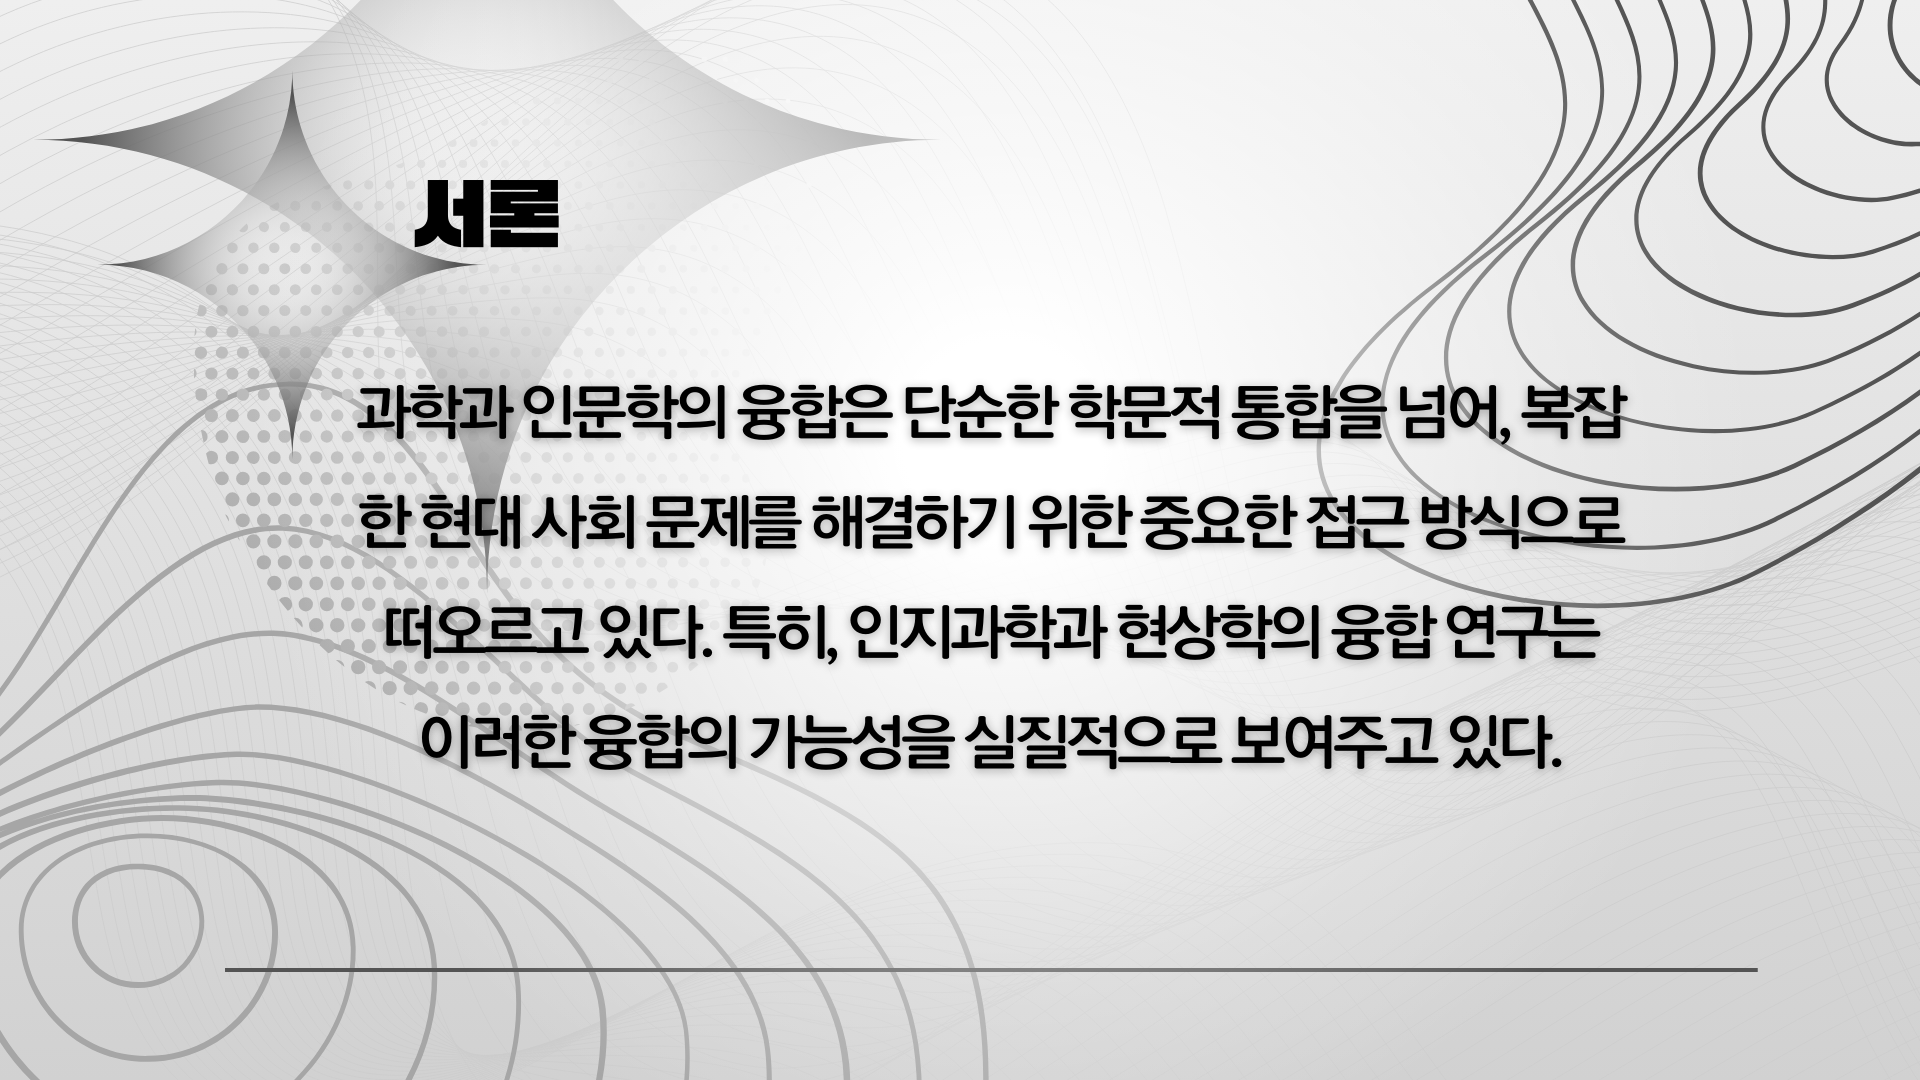 서론
과학과 인문학의 융합은 단순한 학문적 통합을 넘어, 복잡
한 현대 사회 문제를 해결하기 위한 중요한 접근 방식으로
떠오르고 있다. 특히, 인지과학과 현상학의 융합 연구는
이러한 융합의 가능성을 실질적으로 보여주고 있다.